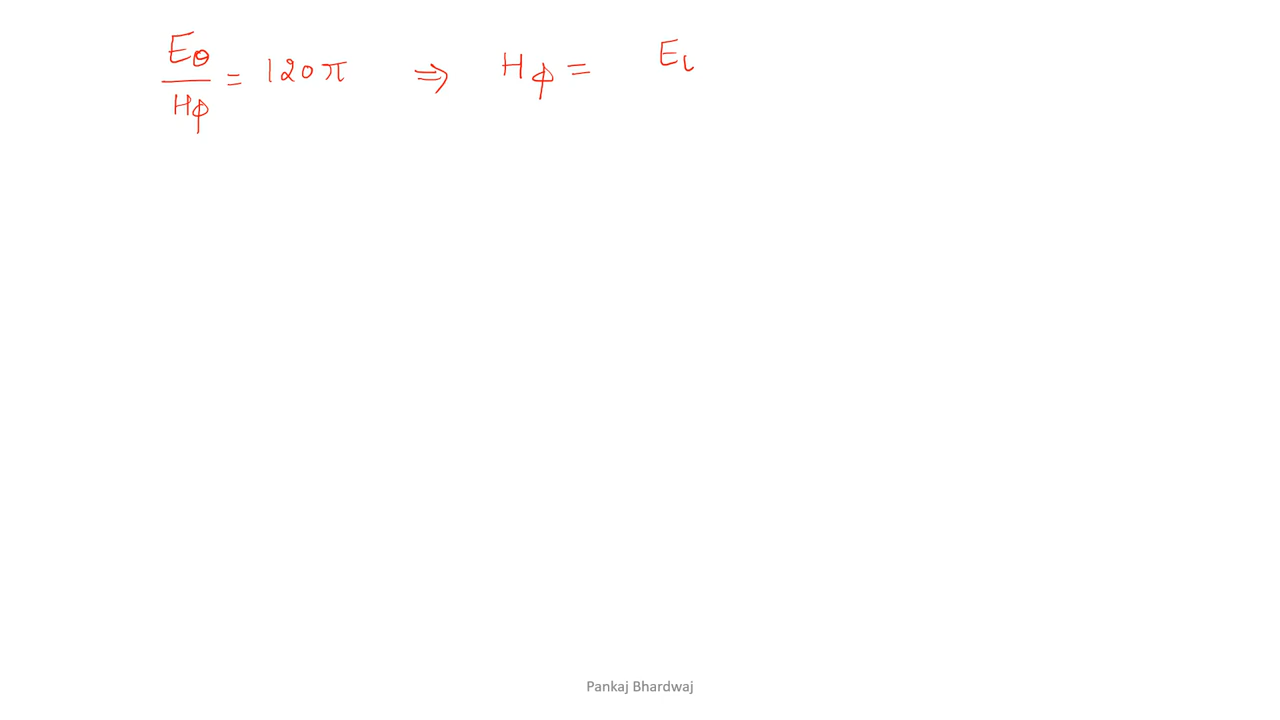 Eθ/Hϕ = 120π ⇒ Hϕ = E
Pankaj Bhardwaj